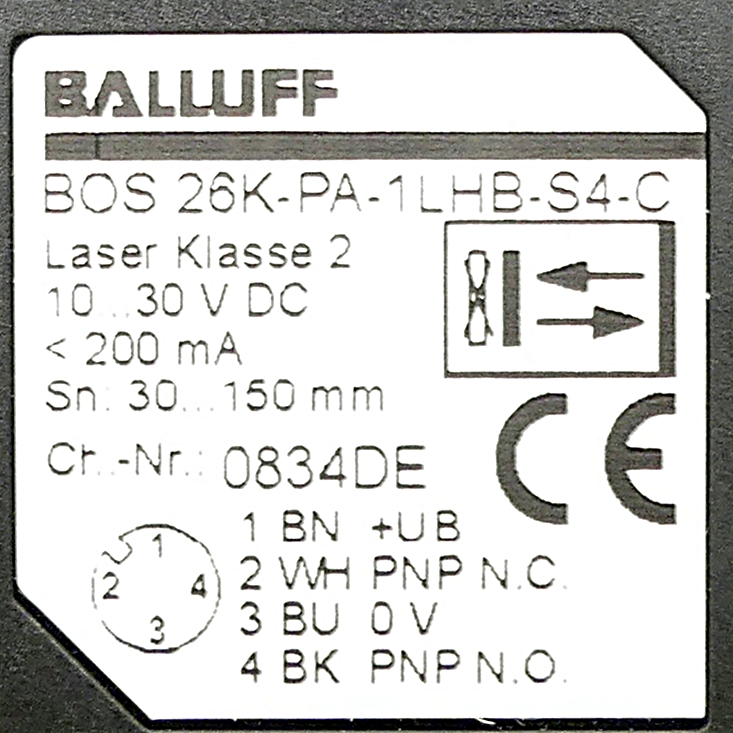 BALLUFF
BOS 26K-PA-1LHB-S4-C
Laser Klasse 2
10...30 V DC
< 200 mA
Sn: 30...150 mm
Ch.-Nr.: 0834DE
CE
1 BN +UB
2 WH PNP N.C.
3 BU 0 V
4 BK PNP N.O.
1
2 4
3